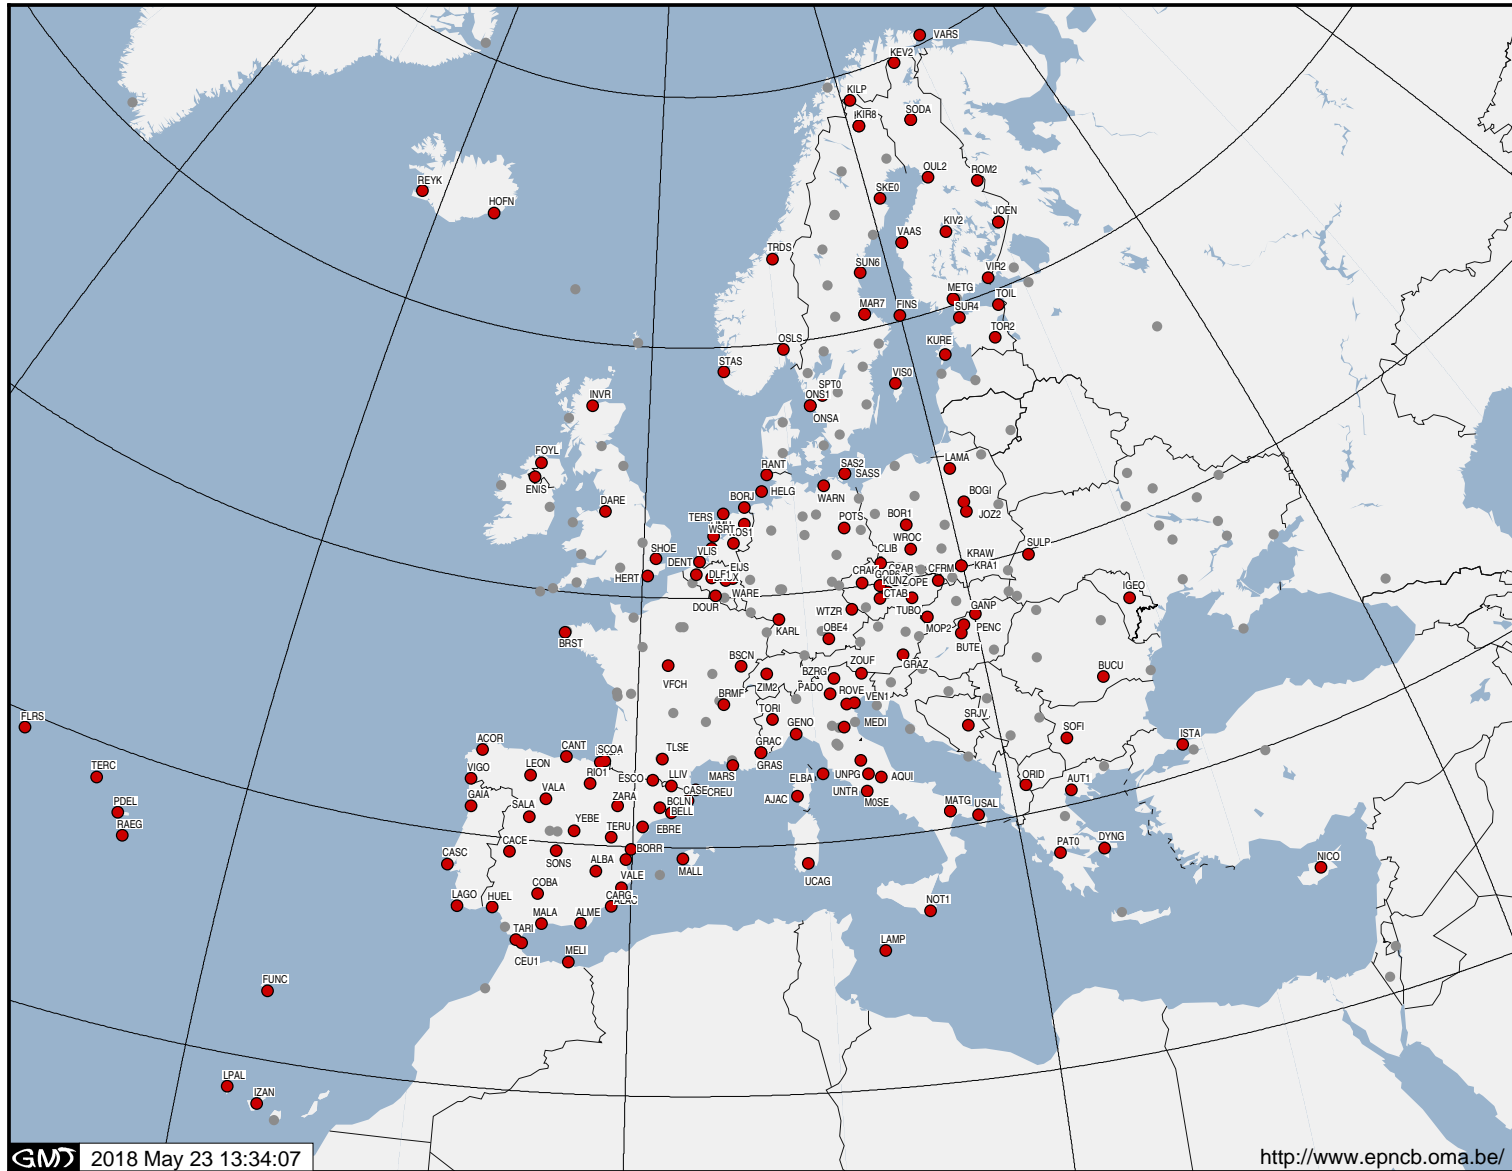 VARS
KEV2
KILP
KIR8
SODA
REYK
HOFN
OUL2
ROM2
SKE0
JOEN
KIV2
VAAS
TRDS
SUN6
VIR2
METG
TOIL
MAR7
FINS
SUR4
TOR2
OSLS
KURE
STAS
VIS0
SPT0
ONS1
ONSA
INVR
FOYL
ENIS
LAMA
RANT
SAS2
SASS
HELG
WARN
DARE
BORJ
BOGI
JOZ2
TERS
POTS
BOR1
WSRT
WROC
VLIS
CLIB
SULP
SHOE
DENT
KRAW
KRA1
HERT
DLF1
EIJS
CFRM
KUNZ
CTAB
WARE
DOUR
IGEO
WTZR
TUBO
GANP
KARL
OBE4
MOP2
PENC
BRST
BUTE
BSCN
GRAZ
VFCH
ZIM2
BZRG
ZOUF
BUCU
PADO
ROVE
BRMF
VEN1
FLRS
TORI
GENO
MEDI
SRJV
SOFI
ISTA
ACOR
CANT
SCOA
TLSE
GRAC
GRAS
TERC
VIGO
LEON
RIO1
ESCO
LLIV
MARS
ELBA
UNPG
AQUI
ORID
AUT1
PDEL
GAIA
VALA
CASE
CREU
AJAC
UNTR
M0SE
SALA
ZARA
BCLN
BELL
MATG
USAL
RAEG
YEBE
TERU
EBRE
CASC
CACE
SONS
BORR
ALBA
MALL
UCAG
PAT0
DYNG
NICO
VALE
COBA
CARG
LAGO
HUEL
NOT1
TARI
MALA
ALME
CEU1
MELI
LAMP
FUNC
LPAL
IZAN
GMT 2018 May 23 13:34:07
http://www.epncb.oma.be/